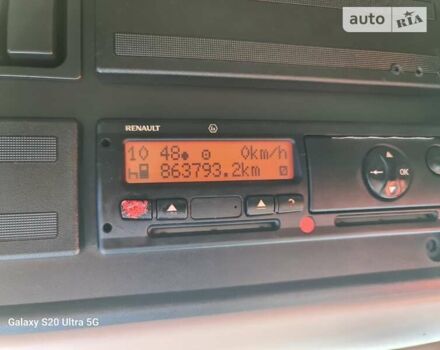 auto RIA
RENAULT
10 48 0km/h
863793.2km
OK
Galaxy S20 Ultra 5G